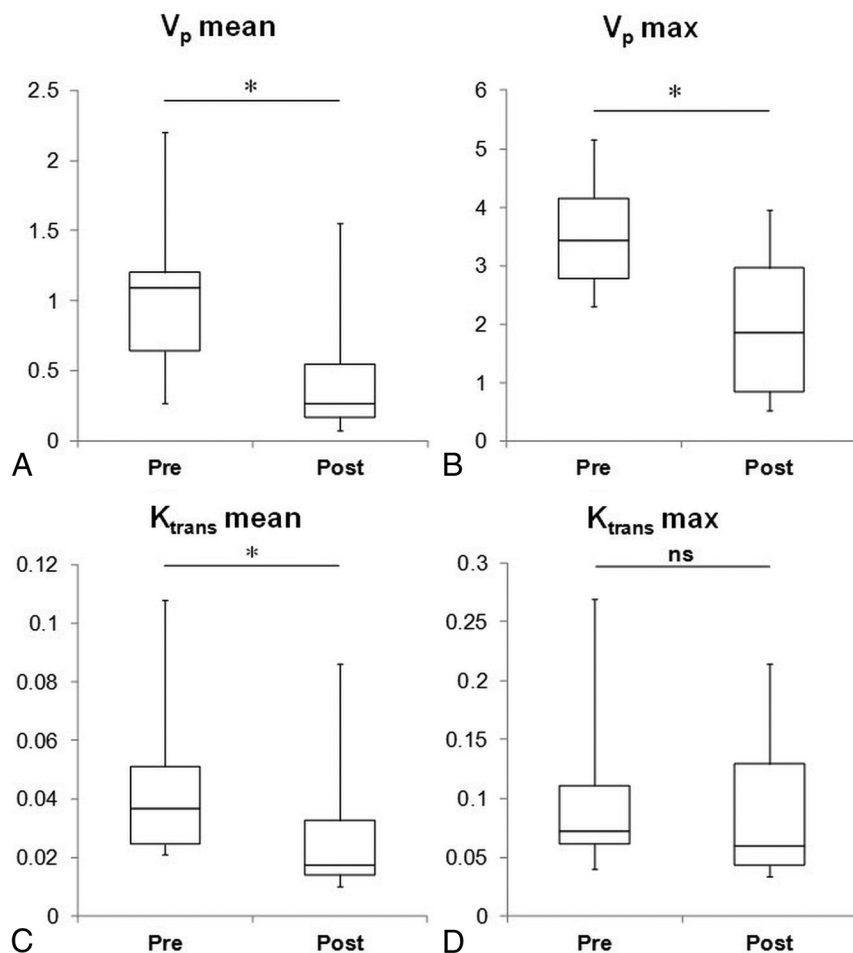 Vp mean
2.5
2
1.5
1
0.5
0
*
Pre Post
A
Vp max
6
5
4
3
2
1
0
*
Pre Post
B
Ktrans mean
0.12
0.1
0.08
0.06
0.04
0.02
0
*
Pre Post
C
Ktrans max
0.3
0.25
0.2
0.15
0.1
0.05
0
ns
Pre Post
D